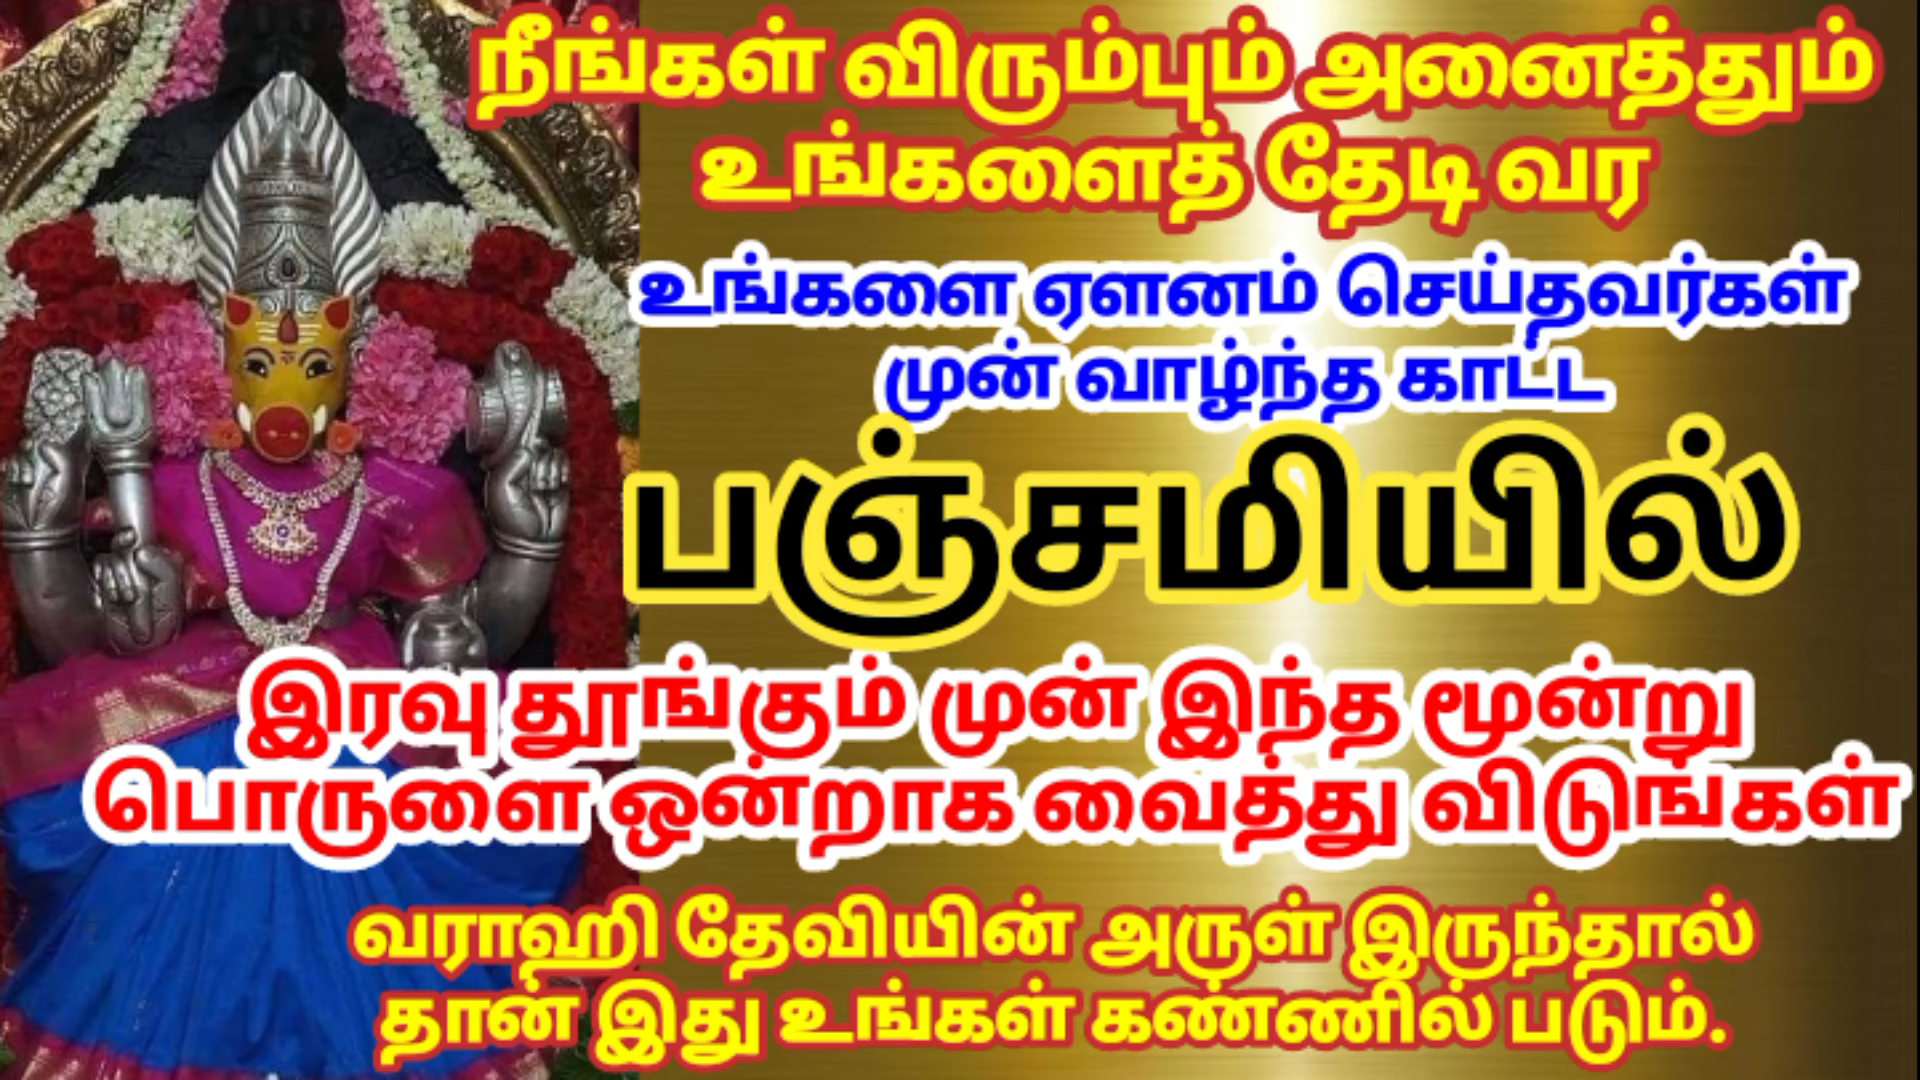 நீங்கள் விரும்பும் அனைத்தும்
உங்களைத் தேடி வர
உங்களை ஏளனம் செய்தவர்கள்
முன் வாழ்ந்த காட்ட
பஞ்சமியில்
இரவு தூங்கும் முன் இந்த மூன்று
பொருளை ஒன்றாக வைத்து விடுங்கள்
வராஹி தேவியின் அருள் இருந்தால்
தான் இது உங்கள் கண்ணில் படும்.